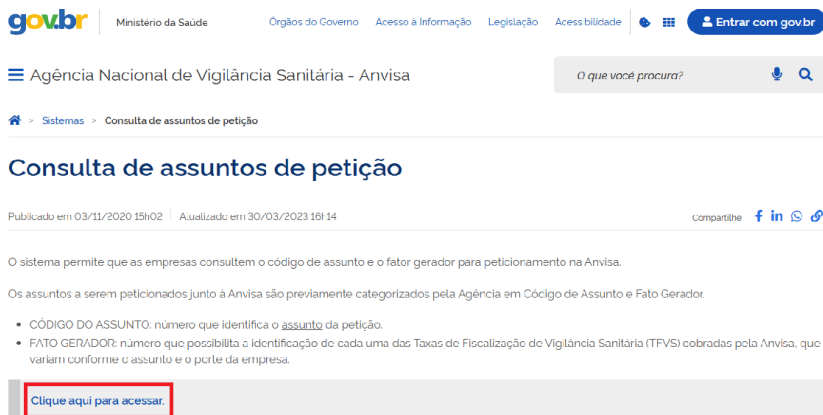 gov.br
Ministério da Saúde
Órgãos do Governo Acesso à Informação Legislação Acessibilidade Entrar com gov.br
Agência Nacional de Vigilância Sanitária - Anvisa
O que você procura?
> Sistemas > Consulta de assuntos de petição
Consulta de assuntos de petição
Publicado em 03/11/2020 15h02 Atualizado em 30/03/2023 16h14
Compartilhe
O sistema permite que as empresas consultem o código de assunto e o fator gerador para peticionamento na Anvisa.
Os assuntos a serem peticionados junto à Anvisa são previamente categorizados pela Agência em Código de Assunto e Fato Gerador.
• CÓDIGO DO ASSUNTO: número que identifica o assunto da petição.
• FATO GERADOR: número que possibilita a identificação de cada uma das Taxas de Fiscalização de Vigilância Sanitária (TFVS) cobradas pela Anvisa, que
variam conforme o assunto e o porte da empresa.
Clique aqui para acessar.